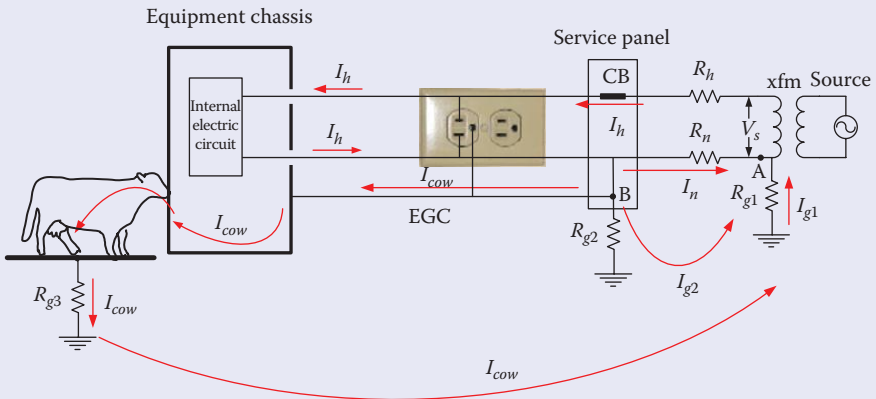 Equipment chassis
Service panel
CB
xfm
Source
Internal
electric
circuit
I_h
I_h
I_h
R_h
R_n
V_s
A
I_cow
B
I_n
R_g1
I_g1
EGC
I_cow
R_g2
I_g2
R_g3
I_cow
I_cow